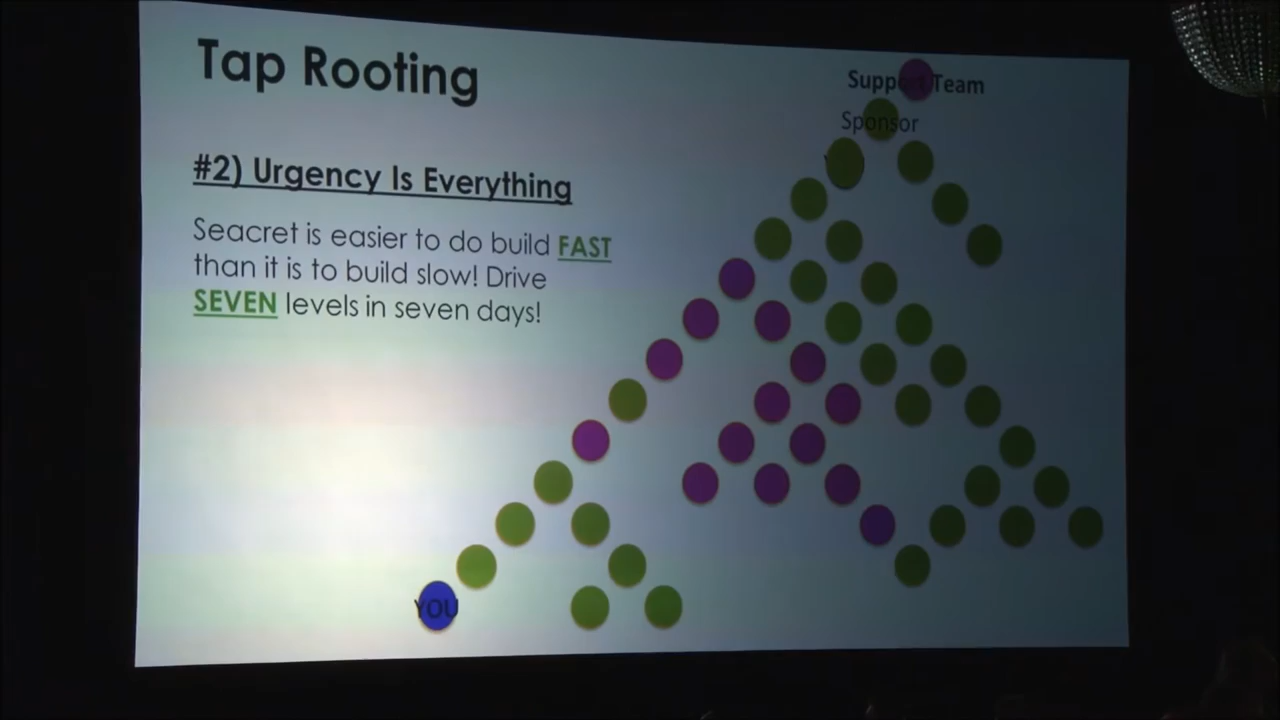 Tap Rooting
Support Team
Sponsor
#2) Urgency Is Everything
Seacret is easier to do build FAST
than it is to build slow! Drive
SEVEN levels in seven days!
YOU